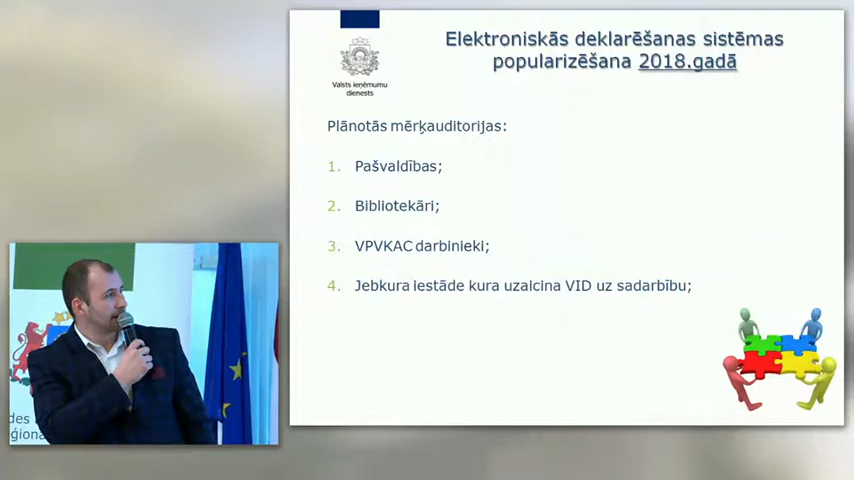 Valsts ieņēmumu
dienests
Elektroniskās deklarēšanas sistēmas
popularizēšana 2018.gadā
Plānotās mērķauditorijas:
1. Pašvaldības;
2. Bibliotekāri;
3. VPVKAC darbinieki;
4. Jebkura iestāde kura uzaicina VID uz sadarbību;
des